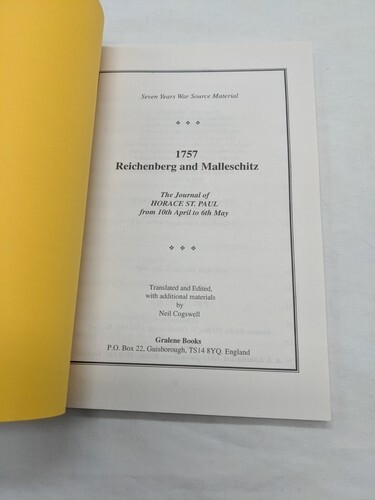 Seven Years War Source Material
1757
Reichenberg and Malleschitz
The Journal of
HORACE ST. PAUL
from 10th April to 6th May
Translated and Edited,
with additional materials
by
Neil Cogswell
Gralene Books
P.O. Box 22, Guisborough, TS14 8YQ. England